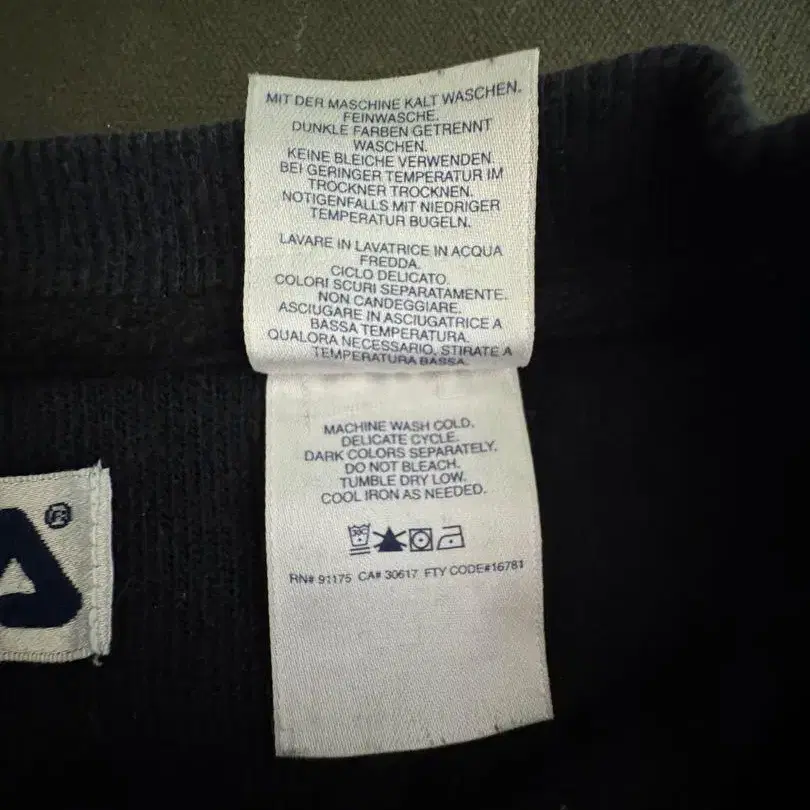 MIT DER MASCHINE KALT WASCHEN.
FEINWASCHE.
DUNKLE FARBEN GETRENNT
WASCHEN.
KEINE BLEICHE VERWENDEN.
BEI GERINGER TEMPERATUR IM
TROCKNER TROCKNEN.
NOTIGENFALLS MIT NIEDRIGER
TEMPERATUR BUGELN.
LAVARE IN LAVATRICE IN ACQUA
FREDDA.
CICLO DELICATO.
COLORI SCURI SEPARATAMENTE.
NON CANDEGGIARE.
ASCIUGARE IN ASCIUGATRICE A
BASSA TEMPERATURA.
QUALORA NECESSARIO, STIRATE A
TEMPERATURA BASSA.
MACHINE WASH COLD.
DELICATE CYCLE.
DARK COLORS SEPARATELY.
DO NOT BLEACH.
TUMBLE DRY LOW.
COOL IRON AS NEEDED.
30C
RN# 91175 CA# 30617 FTY CODE#16781
A®